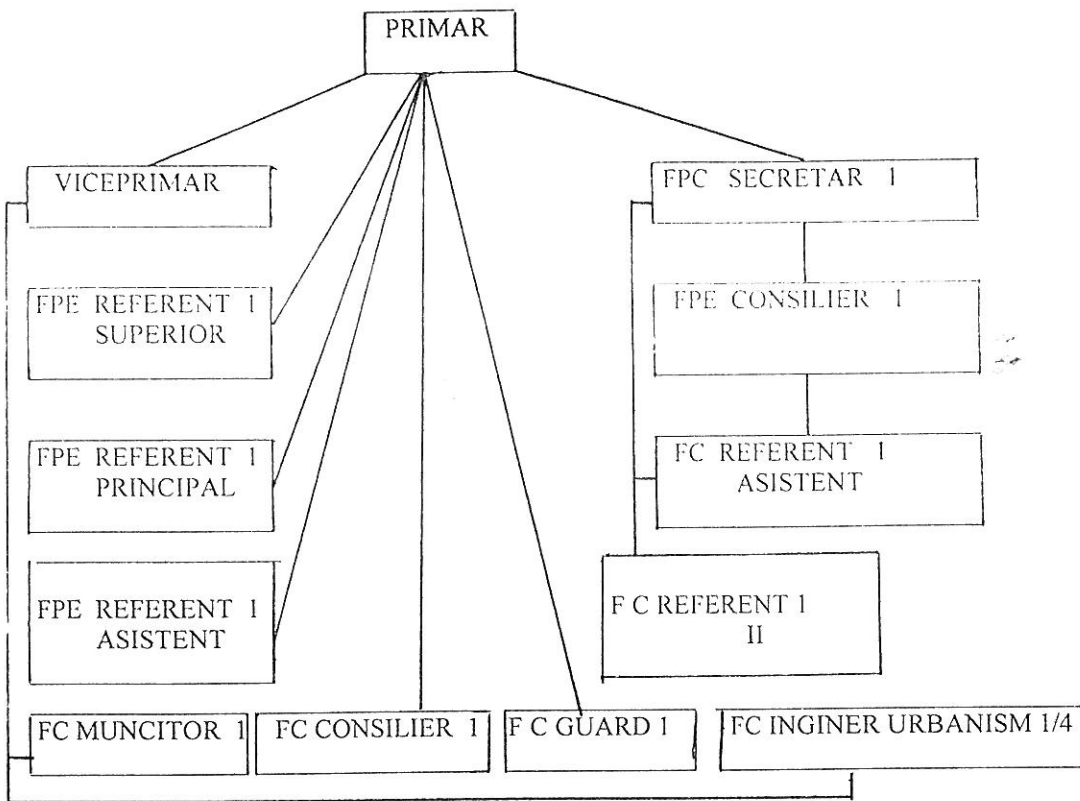 PRIMAR
VICEPRIMAR
FPC SECRETAR 1
FPE REFERENT 1
SUPERIOR
FPE CONSILIER 1
FPE REFERENT 1
PRINCIPAL
FC REFERENT 1
ASISTENT
FPE REFERENT 1
ASISTENT
F C REFERENT 1
II
FC MUNCITOR 1
FC CONSILIER 1
F C GUARD 1
FC INGINER URBANISM 1/4